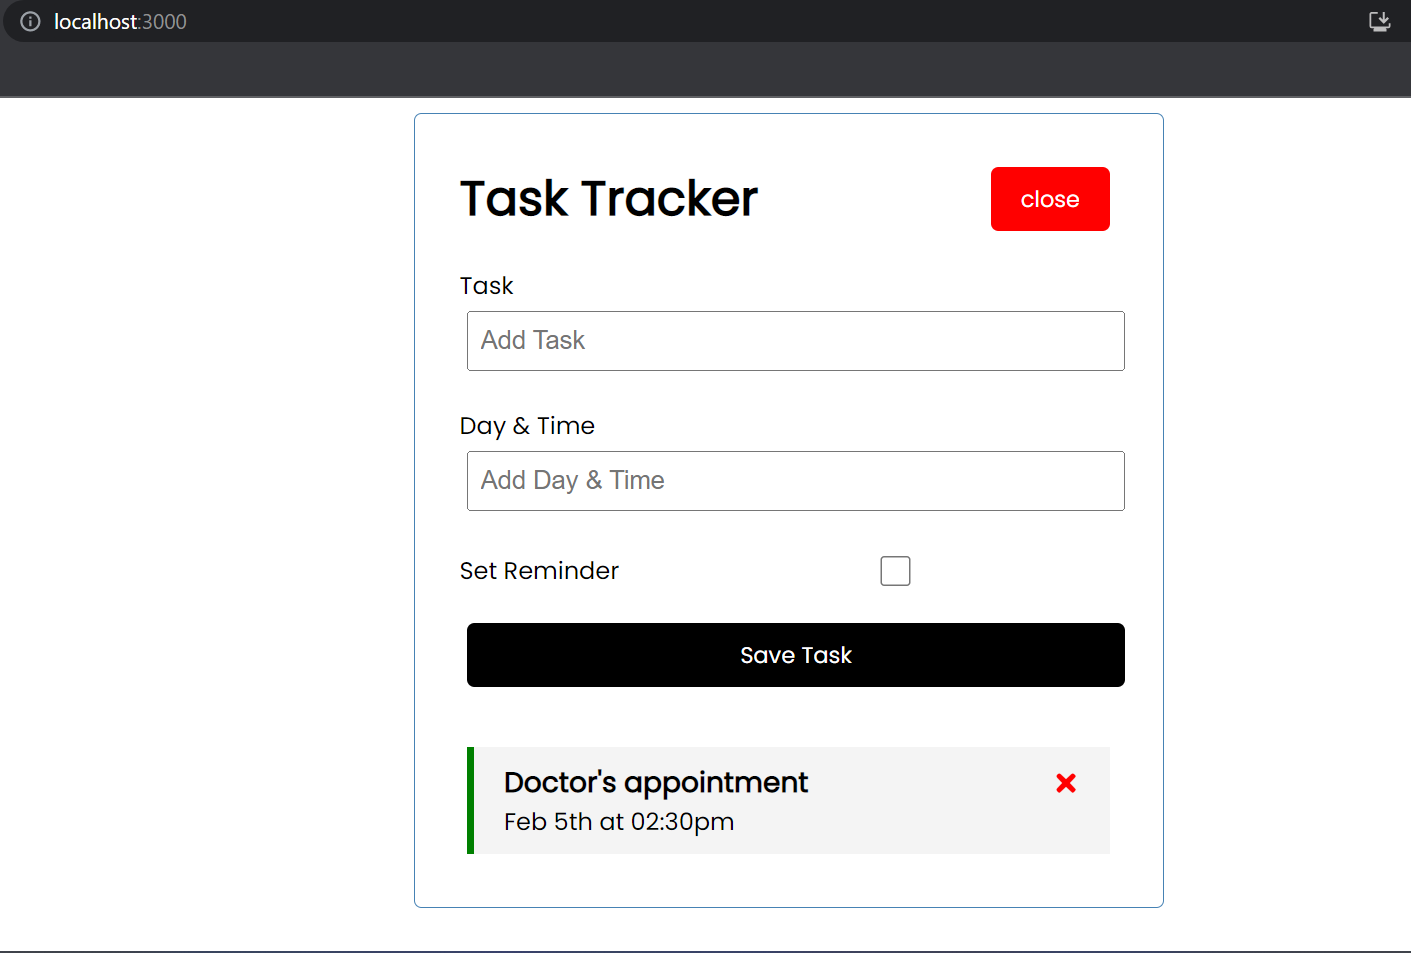 localhost:3000
Task Tracker
close
Task
Add Task
Day & Time
Add Day & Time
Set Reminder
Save Task
Doctor's appointment
Feb 5th at 02:30pm